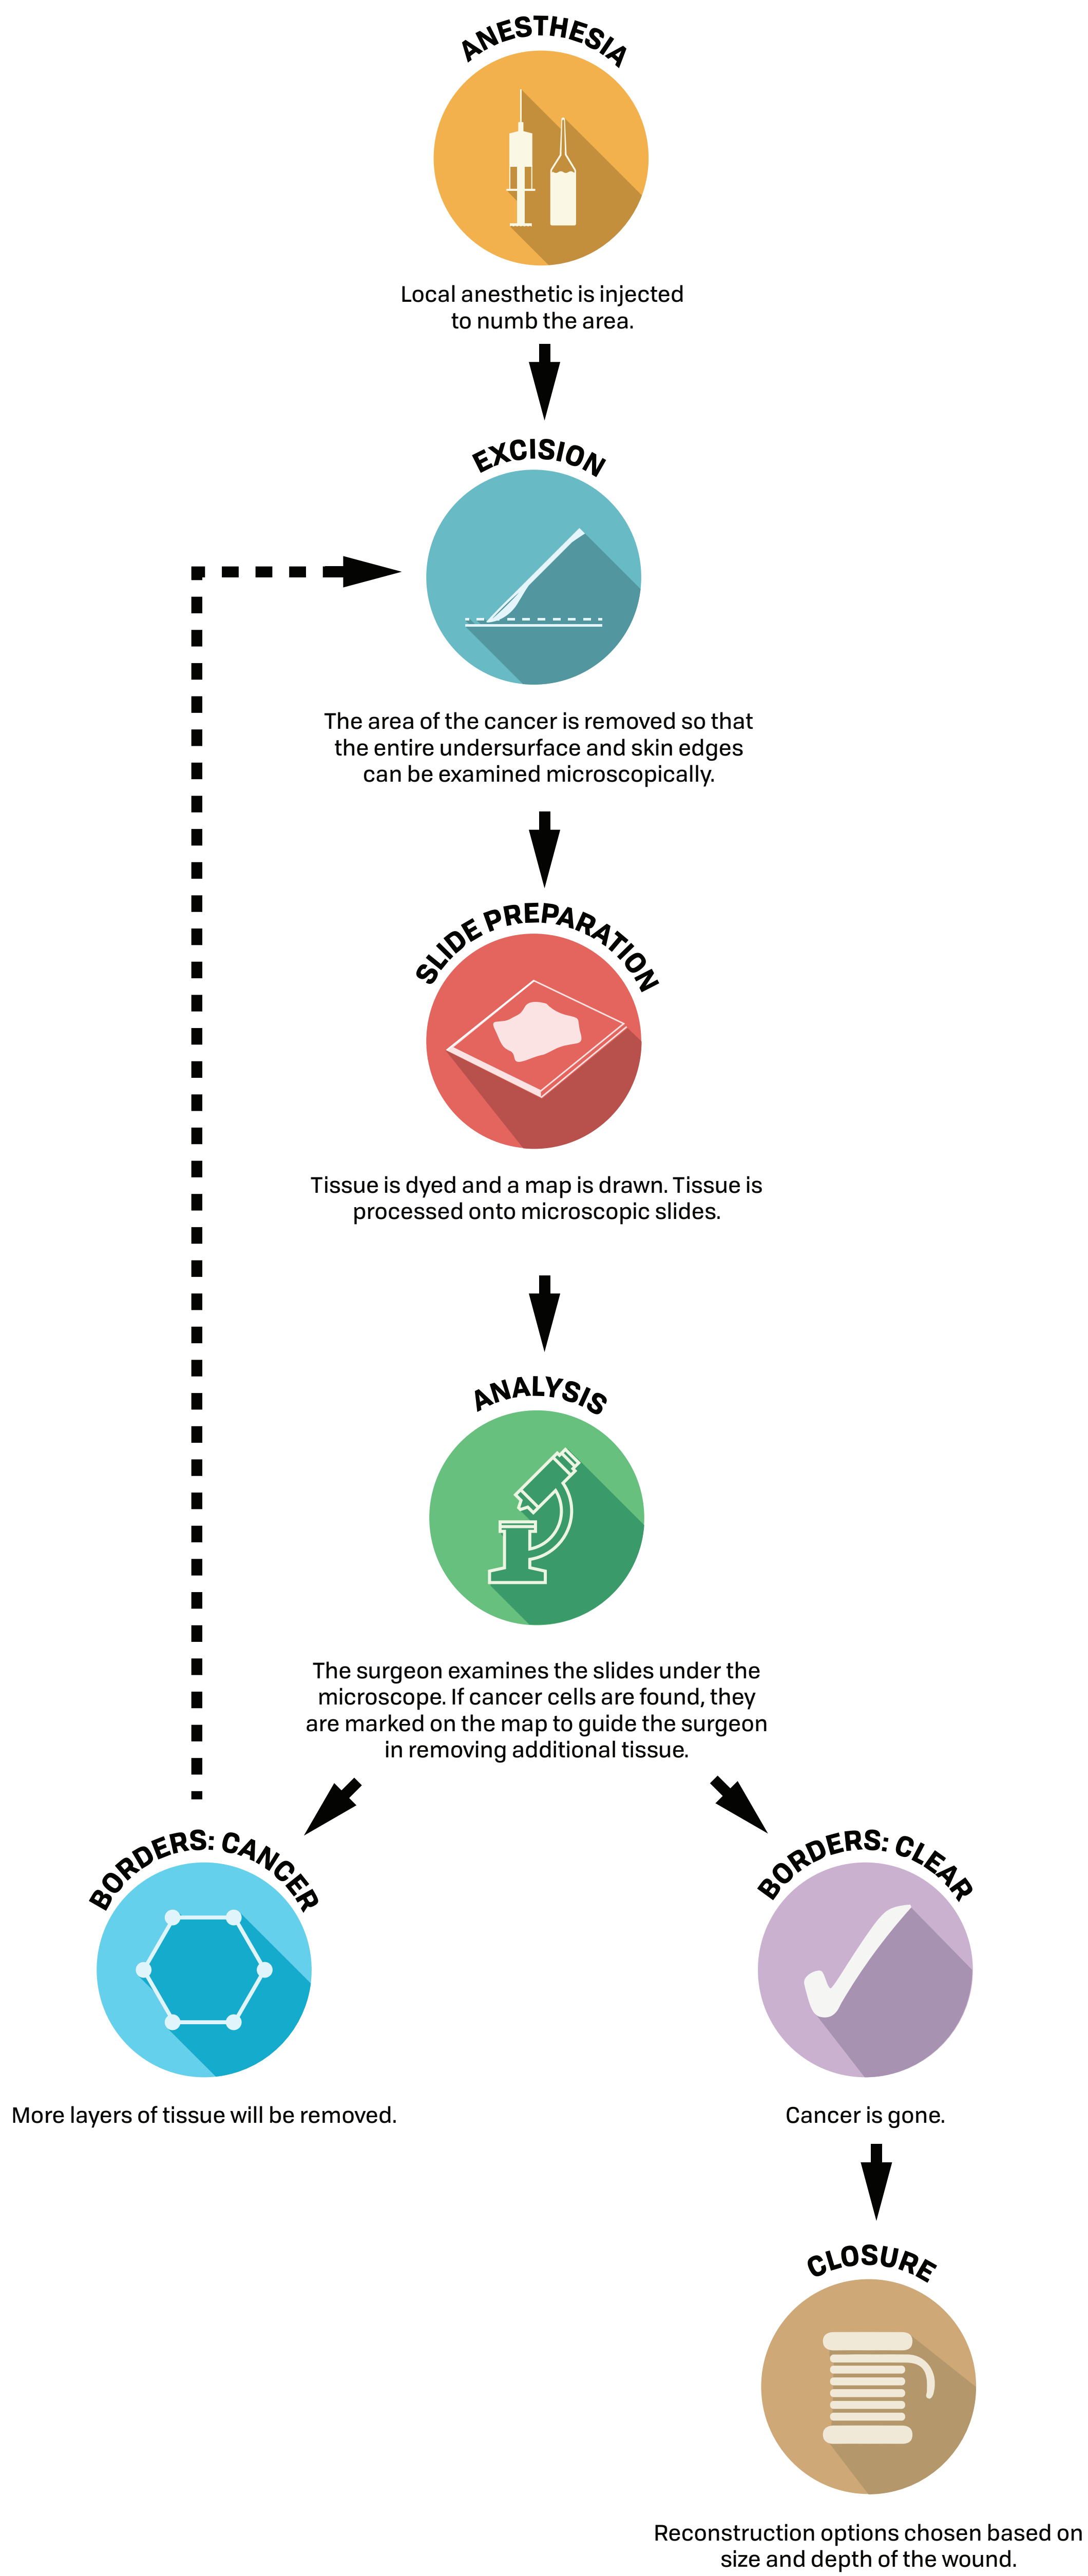 ANESTHESIA
Local anesthetic is injected
to numb the area.
EXCISION
The area of the cancer is removed so that
the entire undersurface and skin edges
can be examined microscopically.
SLIDE PREPARATION
Tissue is dyed and a map is drawn. Tissue is
processed onto microscopic slides.
ANALYSIS
The surgeon examines the slides under the
microscope. If cancer cells are found, they
are marked on the map to guide the surgeon
in removing additional tissue.
BORDERS: CANCER
More layers of tissue will be removed.
BORDERS: CLEAR
Cancer is gone.
CLOSURE
Reconstruction options chosen based on
size and depth of the wound.